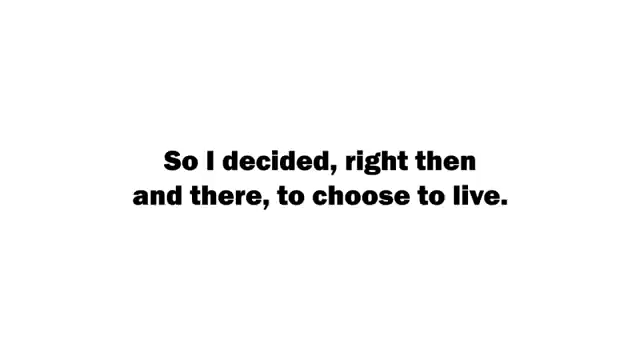 So I decided, right then
and there, to choose to live.